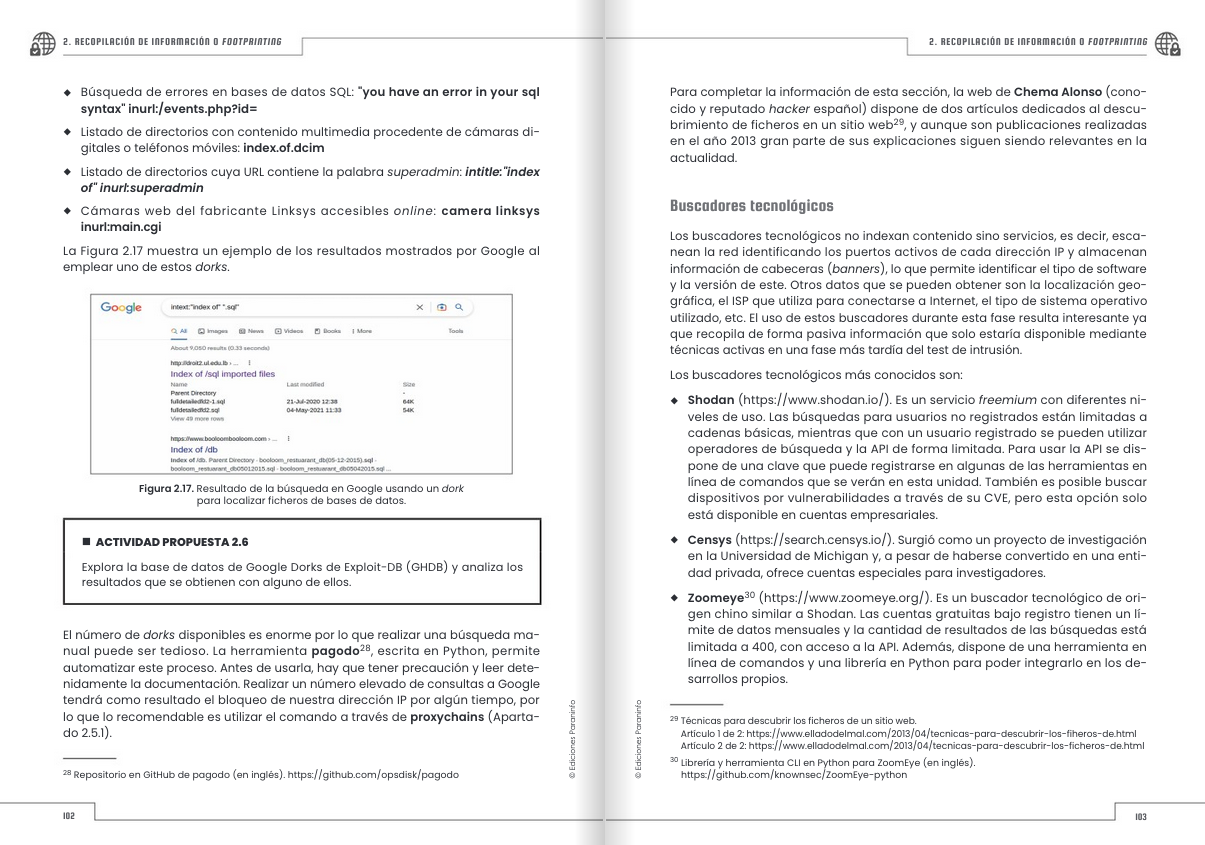 2. RECOPILACIÓN DE INFORMACIÓN O FOOTPRINTING
Búsqueda de errores en bases de datos SQL: "you have an error in your sql
syntax" inurl:/events.php?id=
Listado de directorios con contenido multimedia procedente de cámaras di-
gitales o teléfonos móviles: index.of.dcim
Listado de directorios cuya URL contiene la palabra superadmin: intitle:"index
of" inurl:superadmin
Cámaras web del fabricante Linksys accesibles online: camera linksys
inurl:main.cgi
La Figura 2.17 muestra un ejemplo de los resultados mostrados por Google al
emplear uno de estos dorks.
Google
intext:"index of" ".sql"
All Images News Videos Books More Tools
About 9,050 results (0.33 seconds)
http://droit2.ul.edu.lb › ...
Index of /sql imported files
Name Last modified Size
Parent Directory -
fulldetailedfd2-1.sql 21-Jul-2020 12:38 64K
fulldetailedfd2.sql 04-May-2021 11:33 54K
View 49 more rows
https://www.booloombooloom.com › ...
Index of /db
Index of /db. Parent Directory · booloom_restuarant_db(05-12-2015).sql ·
booloom_restuarant_db05012015.sql · booloom_restuarant_db05042015.sql ...
Figura 2.17. Resultado de la búsqueda en Google usando un dork
para localizar ficheros de bases de datos.
ACTIVIDAD PROPUESTA 2.6
Explora la base de datos de Google Dorks de Exploit-DB (GHDB) y analiza los
resultados que se obtienen con alguno de ellos.
El número de dorks disponibles es enorme por lo que realizar una búsqueda ma-
nual puede ser tedioso. La herramienta pagodo28, escrita en Python, permite
automatizar este proceso. Antes de usarla, hay que tener precaución y leer dete-
nidamente la documentación. Realizar un número elevado de consultas a Google
tendrá como resultado el bloqueo de nuestra dirección IP por algún tiempo, por
lo que lo recomendable es utilizar el comando a través de proxychains (Aparta-
do 2.5.1).
28 Repositorio en GitHub de pagodo (en inglés). https://github.com/opsdisk/pagodo
© Ediciones Paraninfo
102
2. RECOPILACIÓN DE INFORMACIÓN O FOOTPRINTING
Para completar la información de esta sección, la web de Chema Alonso (cono-
cido y reputado hacker español) dispone de dos artículos dedicados al descu-
brimiento de ficheros en un sitio web29, y aunque son publicaciones realizadas
en el año 2013 gran parte de sus explicaciones siguen siendo relevantes en la
actualidad.
Buscadores tecnológicos
Los buscadores tecnológicos no indexan contenido sino servicios, es decir, esca-
nean la red identificando los puertos activos de cada dirección IP y almacenan
información de cabeceras (banners), lo que permite identificar el tipo de software
y la versión de este. Otros datos que se pueden obtener son la localización geo-
gráfica, el ISP que utiliza para conectarse a Internet, el tipo de sistema operativo
utilizado, etc. El uso de estos buscadores durante esta fase resulta interesante ya
que recopila de forma pasiva información que solo estaría disponible mediante
técnicas activas en una fase más tardía del test de intrusión.
Los buscadores tecnológicos más conocidos son:
Shodan (https://www.shodan.io/). Es un servicio freemium con diferentes ni-
veles de uso. Las búsquedas para usuarios no registrados están limitadas a
cadenas básicas, mientras que con un usuario registrado se pueden utilizar
operadores de búsqueda y la API de forma limitada. Para usar la API se dis-
pone de una clave que puede registrarse en algunas de las herramientas en
línea de comandos que se verán en esta unidad. También es posible buscar
dispositivos por vulnerabilidades a través de su CVE, pero esta opción solo
está disponible en cuentas empresariales.
Censys (https://search.censys.io/). Surgió como un proyecto de investigación
en la Universidad de Michigan y, a pesar de haberse convertido en una enti-
dad privada, ofrece cuentas especiales para investigadores.
Zoomeye30 (https://www.zoomeye.org/). Es un buscador tecnológico de ori-
gen chino similar a Shodan. Las cuentas gratuitas bajo registro tienen un lí-
mite de datos mensuales y la cantidad de resultados de las búsquedas está
limitada a 400, con acceso a la API. Además, dispone de una herramienta en
línea de comandos y una librería en Python para poder integrarlo en los de-
sarrollos propios.
29 Técnicas para descubrir los ficheros de un sitio web.
Artículo 1 de 2: https://www.elladodelmal.com/2013/04/tecnicas-para-descubrir-los-fiheros-de.html
Artículo 2 de 2: https://www.elladodelmal.com/2013/04/tecnicas-para-descubrir-los-ficheros-de.html
30 Librería y herramienta CLI en Python para ZoomEye (en inglés).
https://github.com/knownsec/ZoomEye-python
© Ediciones Paraninfo
103